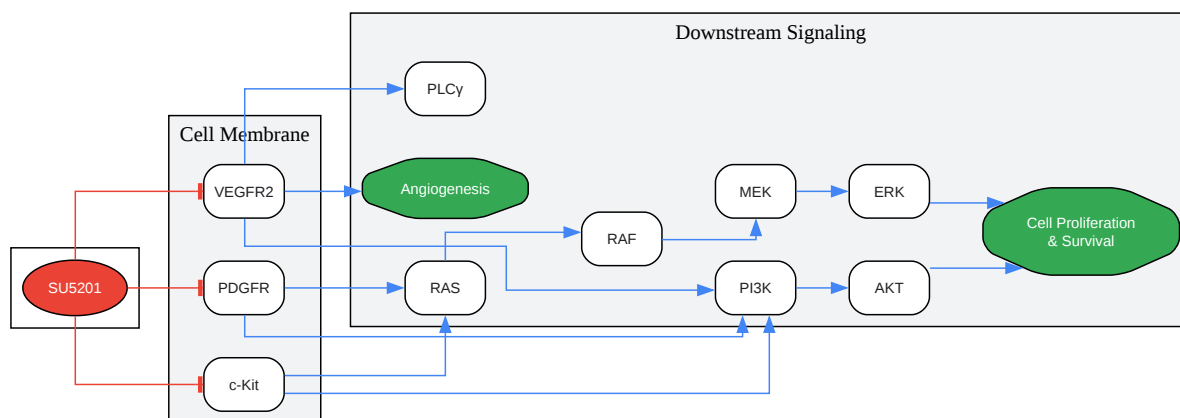 Downstream Signaling
PLCγ
Cell Membrane
VEGFR2
Angiogenesis
MEK
ERK
Cell Proliferation
& Survival
RAF
SU5201
PDGFR
RAS
PI3K
AKT
c-Kit